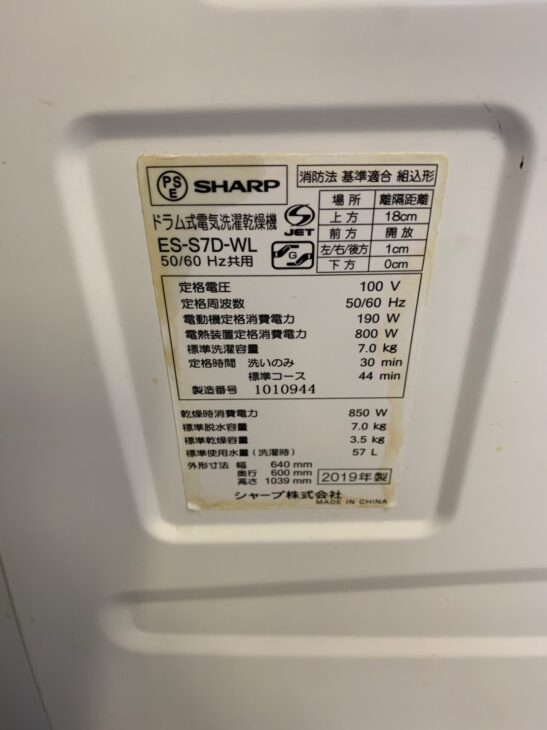 PSE SHARP
ドラム式電気洗濯乾燥機
ES-S7D-WL
50/60 Hz共用
JET
G
消防法 基準適合 組込形
場所 離隔距離
上方 18cm
前方 開放
左/右/後方 1cm
下方 0cm
定格電圧 100 V
定格周波数 50/60 Hz
電動機定格消費電力 190 W
電熱装置定格消費電力 800 W
標準洗濯容量 7.0 kg
定格時間 洗いのみ 30 min
標準コース 44 min
製造番号 1010944
乾燥時消費電力 850 W
標準脱水容量 7.0 kg
標準乾燥容量 3.5 kg
標準使用水量(洗濯時) 57 L
外形寸法 幅 640 mm
奥行 600 mm
高さ 1039 mm 2019年製
シャープ株式会社
MADE IN CHINA